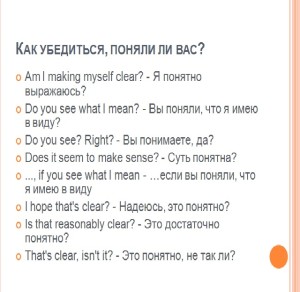 Как убедиться, поняли ли вас?
Am I making myself clear? - Я понятно
выражаюсь?
Do you see what I mean? - Вы поняли, что я имею
в виду?
Do you see? Right? - Вы понимаете, да?
Does it seem to make sense? - Суть понятна?
..., if you see what I mean - …если вы поняли, что
я имею в виду
I hope that's clear? - Надеюсь, это понятно?
Is that reasonably clear? - Это достаточно
понятно?
That's clear, isn't it? - Это понятно, не так ли?